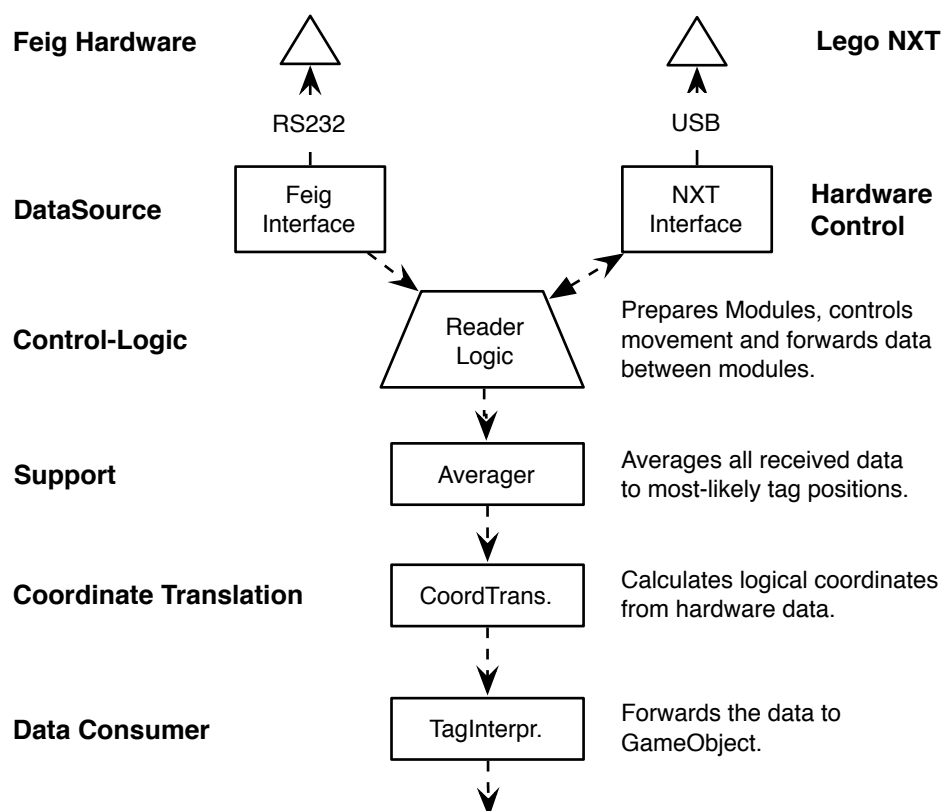 Feig Hardware
Lego NXT
RS232
USB
DataSource
Feig
Interface
NXT
Interface
Hardware
Control
Control-Logic
Reader
Logic
Prepares Modules, controls
movement and forwards data
between modules.
Support
Averager
Averages all received data
to most-likely tag positions.
Coordinate Translation
CoordTrans.
Calculates logical coordinates
from hardware data.
Data Consumer
TagInterpr.
Forwards the data to
GameObject.